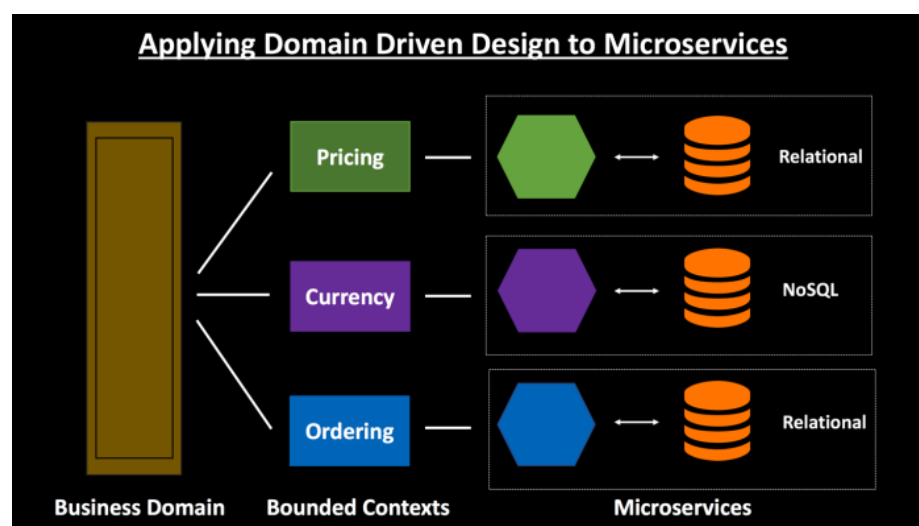 Applying Domain Driven Design to Microservices
Pricing
Relational
Currency
NoSQL
Ordering
Relational
Business Domain
Bounded Contexts
Microservices